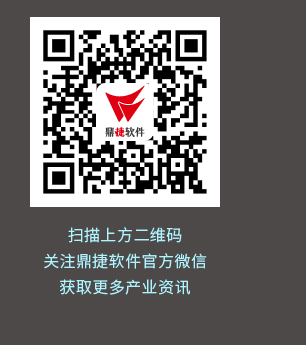 鼎捷软件
扫描上方二维码
关注鼎捷软件官方微信
获取更多产业资讯